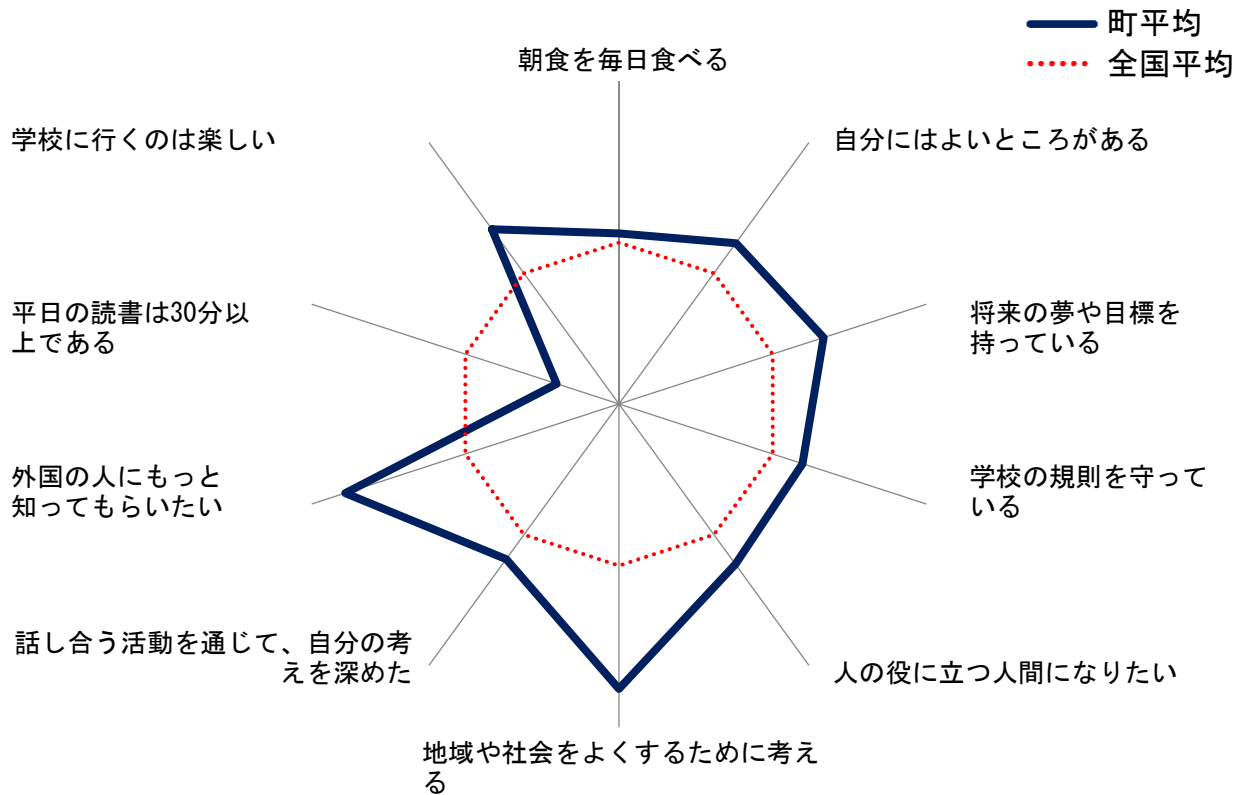 町平均
全国平均
朝食を毎日食べる
自分にはよいところがある
将来の夢や目標を
持っている
学校の規則を守って
いる
人の役に立つ人間になりたい
地域や社会をよくするために考え
る
話し合う活動を通じて、自分の考
えを深めた
外国の人にもっと
知ってもらいたい
平日の読書は30分以
上である
学校に行くのは楽しい